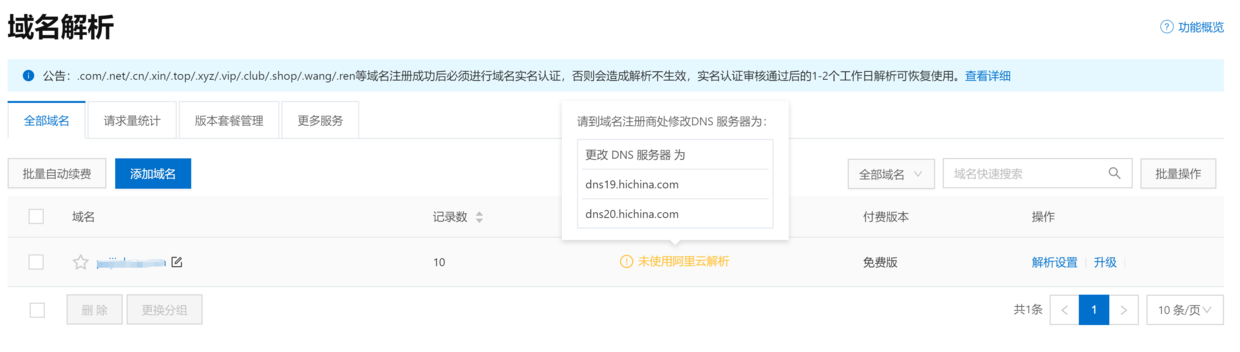 域名解析
功能概览
公告：.com/.net/.cn/.xin/.top/.xyz/.vip/.club/.shop/.wang/.ren等域名注册成功后必须进行域名实名认证，否则会造成解析不生效，实名认证审核通过后的1-2个工作日解析可恢复使用。查看详细
全部域名 请求量统计 版本套餐管理 更多服务
请到域名注册商处修改DNS 服务器为：
更改 DNS 服务器 为
dns19.hichina.com
dns20.hichina.com
批量自动续费 添加域名 全部域名 域名快速搜索 批量操作
域名 记录数 付费版本 操作
10 未使用阿里云解析 免费版 解析设置 升级
删 除 更换分组 共1条 < 1 > 10 条/页